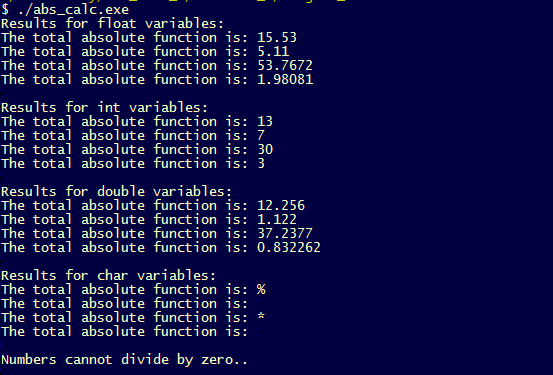 $ ./abs_calc.exe
Results for float variables:
The total absolute function is: 15.53
The total absolute function is: 5.11
The total absolute function is: 53.7672
The total absolute function is: 1.98081
Results for int variables:
The total absolute function is: 13
The total absolute function is: 7
The total absolute function is: 30
The total absolute function is: 3
Results for double variables:
The total absolute function is: 12.256
The total absolute function is: 1.122
The total absolute function is: 37.2377
The total absolute function is: 0.832262
Results for char variables:
The total absolute function is: %
The total absolute function is:
The total absolute function is: *
The total absolute function is:
Numbers cannot divide by zero..